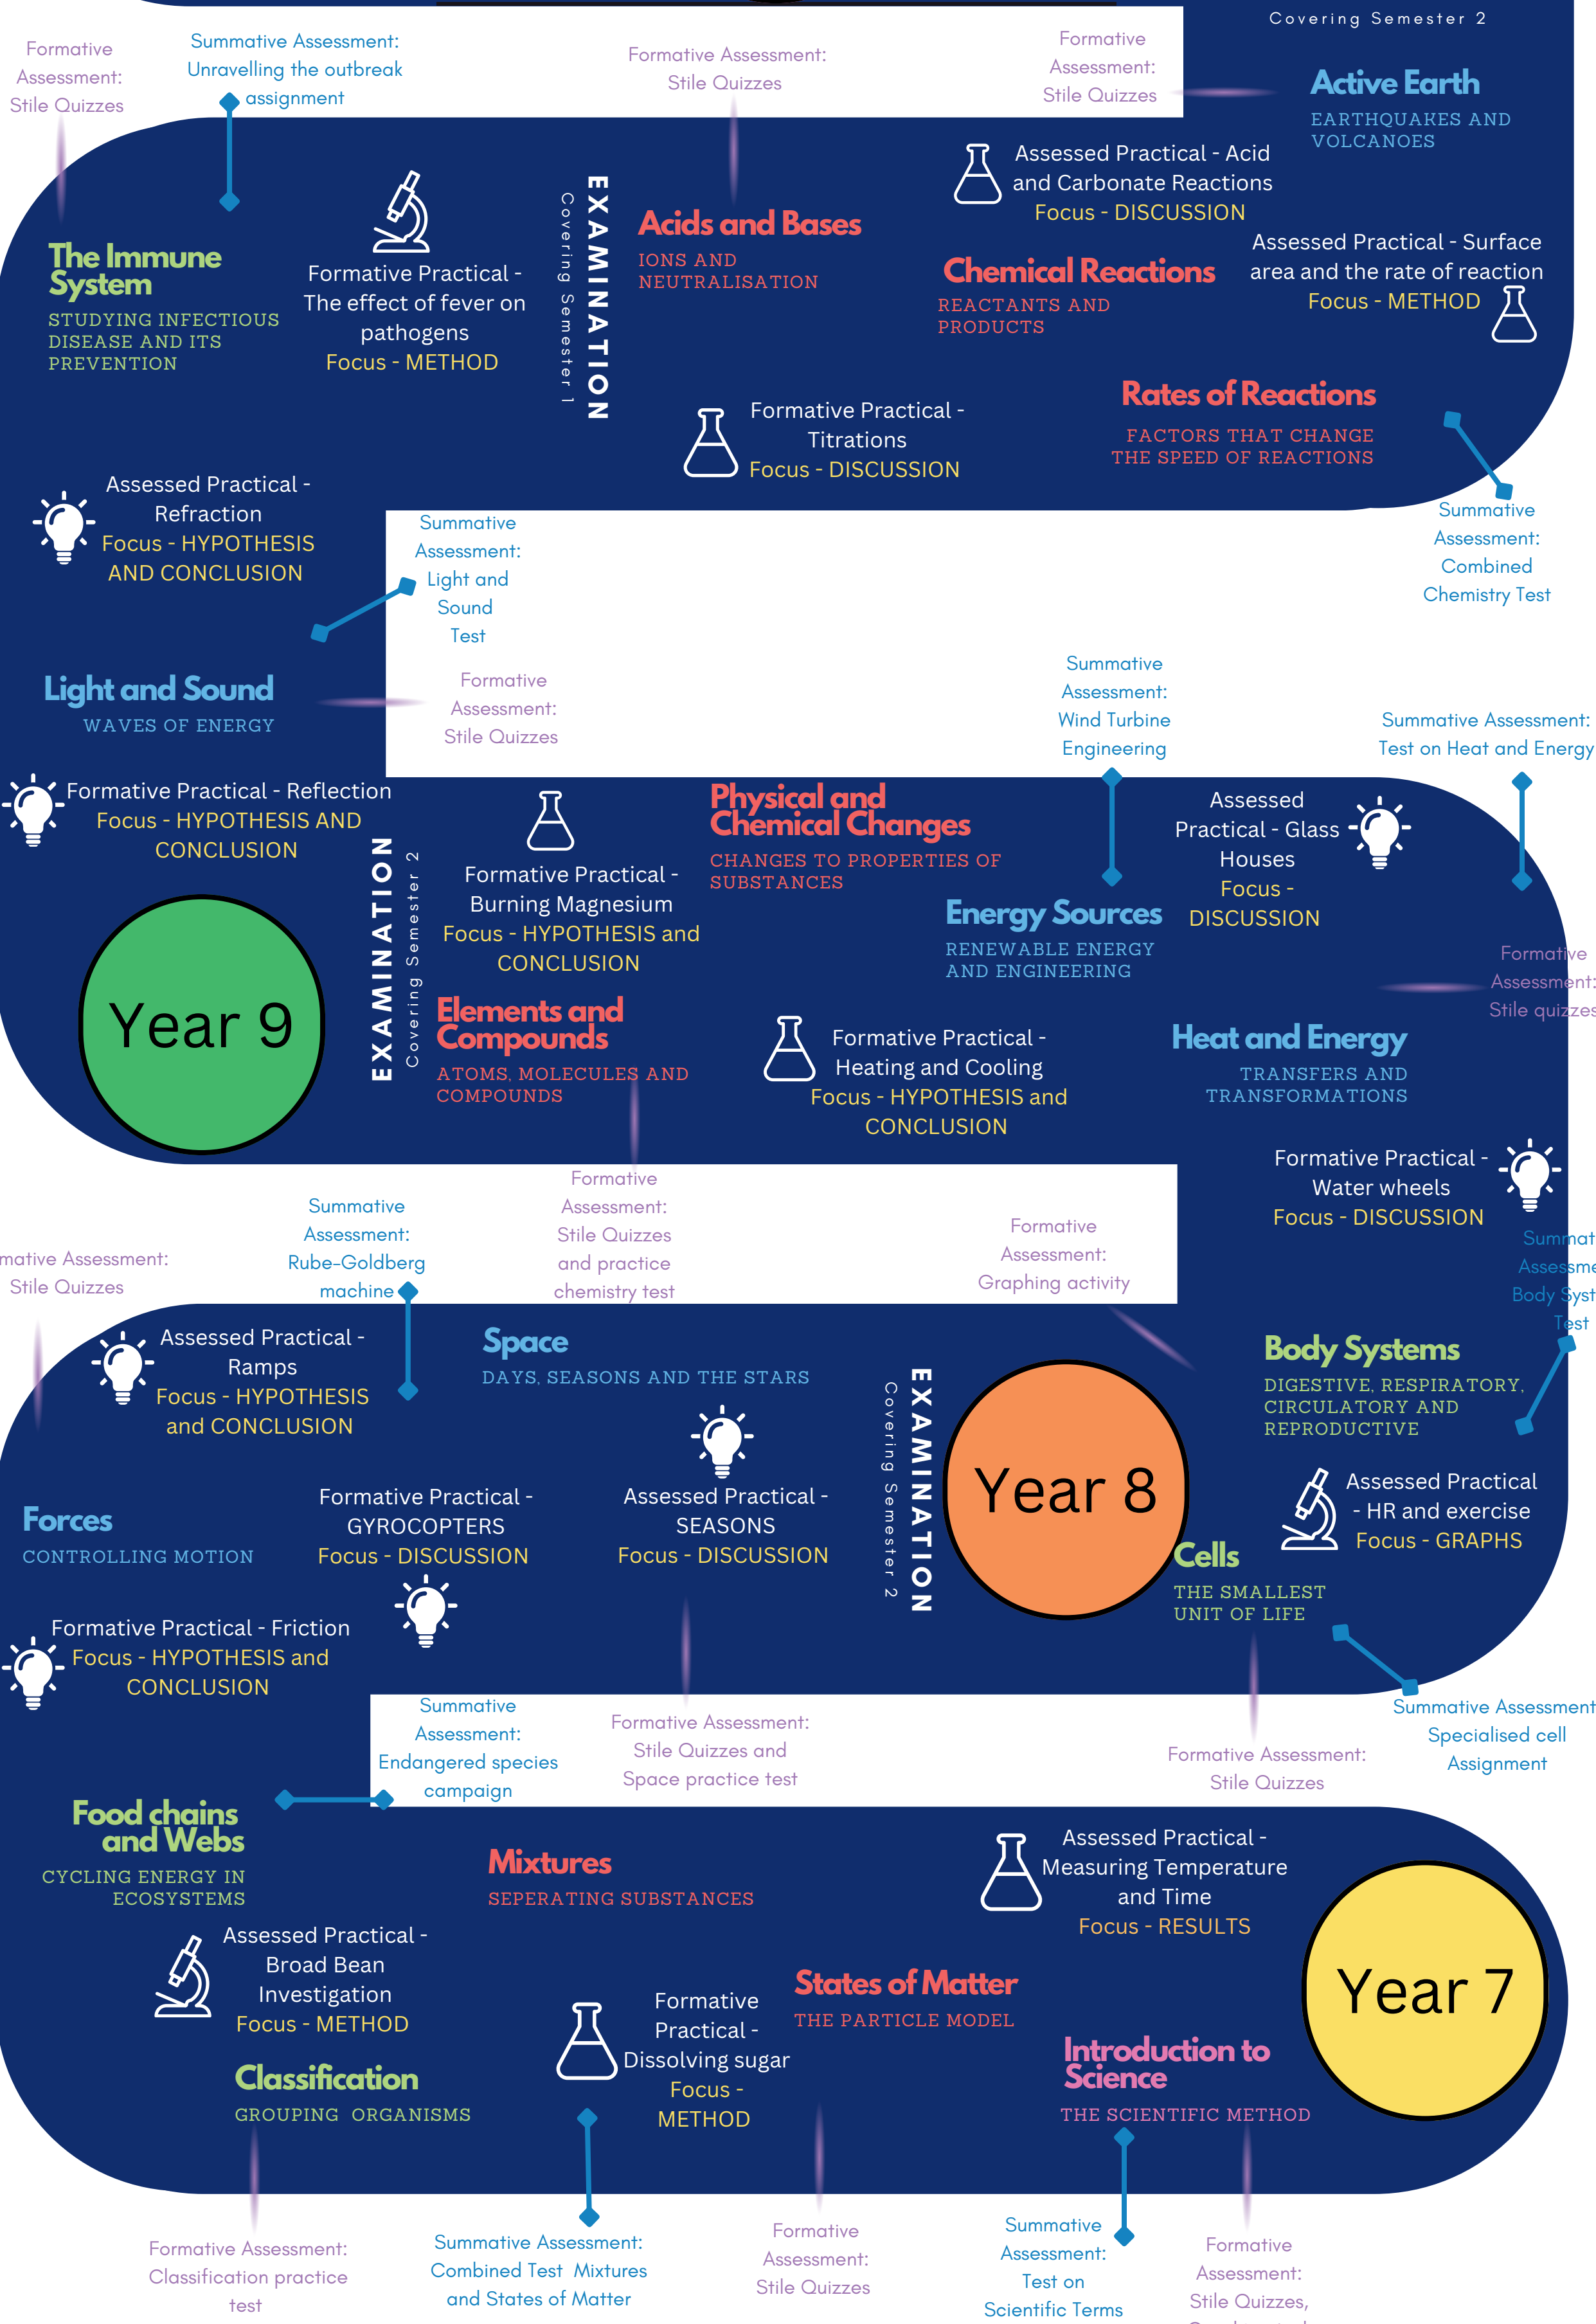 Covering Semester 2
Formative
Assessment:
Stile Quizzes
Summative Assessment:
Unravelling the outbreak
assignment
Formative Assessment:
Stile Quizzes
Formative
Assessment:
Stile Quizzes
Active Earth
EARTHQUAKES AND
VOLCANOES
The Immune
System
STUDYING INFECTIOUS
DISEASE AND ITS
PREVENTION
Formative Practical -
The effect of fever on
pathogens
Focus - METHOD
EXAMINATION
Covering Semester 1
Acids and Bases
IONS AND
NEUTRALISATION
Assessed Practical - Acid
and Carbonate Reactions
Focus - DISCUSSION
Chemical Reactions
REACTANTS AND
PRODUCTS
Assessed Practical - Surface
area and the rate of reaction
Focus - METHOD
Rates of Reactions
FACTORS THAT CHANGE
THE SPEED OF REACTIONS
Formative Practical -
Titrations
Focus - DISCUSSION
Assessed Practical -
Refraction
Focus - HYPOTHESIS
AND CONCLUSION
Summative
Assessment:
Light and
Sound
Test
Summative
Assessment:
Combined
Chemistry Test
Light and Sound
WAVES OF ENERGY
Formative
Assessment:
Stile Quizzes
Summative
Assessment:
Wind Turbine
Engineering
Summative Assessment:
Test on Heat and Energy
Formative Practical - Reflection
Focus - HYPOTHESIS AND
CONCLUSION
Year 9
EXAMINATION
Covering Semester 2
Formative Practical -
Burning Magnesium
Focus - HYPOTHESIS and
CONCLUSION
Physical and
Chemical Changes
CHANGES TO PROPERTIES OF
SUBSTANCES
Energy Sources
RENEWABLE ENERGY
AND ENGINEERING
Assessed
Practical - Glass
Houses
Focus -
DISCUSSION
Formative
Assessment:
Stile quizzes
Elements and
Compounds
ATOMS, MOLECULES AND
COMPOUNDS
Formative Practical -
Heating and Cooling
Focus - HYPOTHESIS and
CONCLUSION
Heat and Energy
TRANSFERS AND
TRANSFORMATIONS
Formative Practical -
Water wheels
Focus - DISCUSSION
mative Assessment:
Stile Quizzes
Summative
Assessment:
Rube-Goldberg
machine
Formative
Assessment:
Stile Quizzes
and practice
chemistry test
Formative
Assessment:
Graphing activity
Summat
Assessme
Body Syst
Test
Assessed Practical -
Ramps
Focus - HYPOTHESIS
and CONCLUSION
Space
DAYS, SEASONS AND THE STARS
Body Systems
DIGESTIVE, RESPIRATORY,
CIRCULATORY AND
REPRODUCTIVE
Forces
CONTROLLING MOTION
Formative Practical -
GYROCOPTERS
Focus - DISCUSSION
Assessed Practical -
SEASONS
Focus - DISCUSSION
EXAMINATION
Covering Semester 2
Year 8
Assessed Practical
- HR and exercise
Focus - GRAPHS
Cells
THE SMALLEST
UNIT OF LIFE
Formative Practical - Friction
Focus - HYPOTHESIS and
CONCLUSION
Summative
Assessment:
Endangered species
campaign
Formative Assessment:
Stile Quizzes and
Space practice test
Formative Assessment:
Stile Quizzes
Summative Assessment
Specialised cell
Assignment
Food chains
and Webs
CYCLING ENERGY IN
ECOSYSTEMS
Mixtures
SEPERATING SUBSTANCES
Assessed Practical -
Measuring Temperature
and Time
Focus - RESULTS
Year 7
Assessed Practical -
Broad Bean
Investigation
Focus - METHOD
States of Matter
THE PARTICLE MODEL
Formative
Practical -
Dissolving sugar
Focus -
METHOD
Introduction to
Science
THE SCIENTIFIC METHOD
Classification
GROUPING ORGANISMS
Formative Assessment:
Classification practice
test
Summative Assessment:
Combined Test Mixtures
and States of Matter
Formative
Assessment:
Stile Quizzes
Summative
Assessment:
Test on
Scientific Terms
Formative
Assessment:
Stile Quizzes,